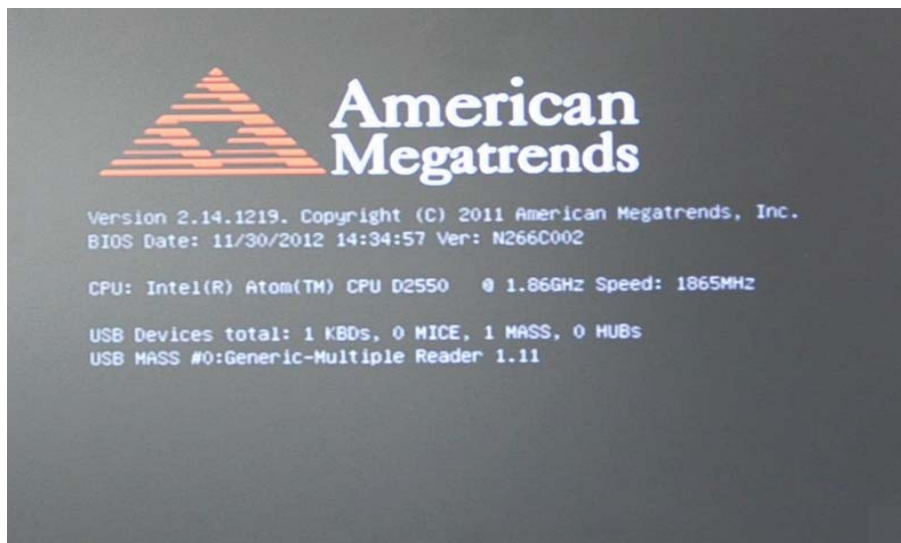 American
Megatrends
Version 2.14.1219. Copyright (C) 2011 American Megatrends, Inc.
BIOS Date: 11/30/2012 14:34:57 Ver: N266C002
CPU: Intel(R) Atom(TM) CPU D2550 @ 1.86GHz Speed: 1865MHz
USB Devices total: 1 KBDs, 0 MICE, 1 MASS, 0 HUBs
USB MASS #0:Generic-Multiple Reader 1.11